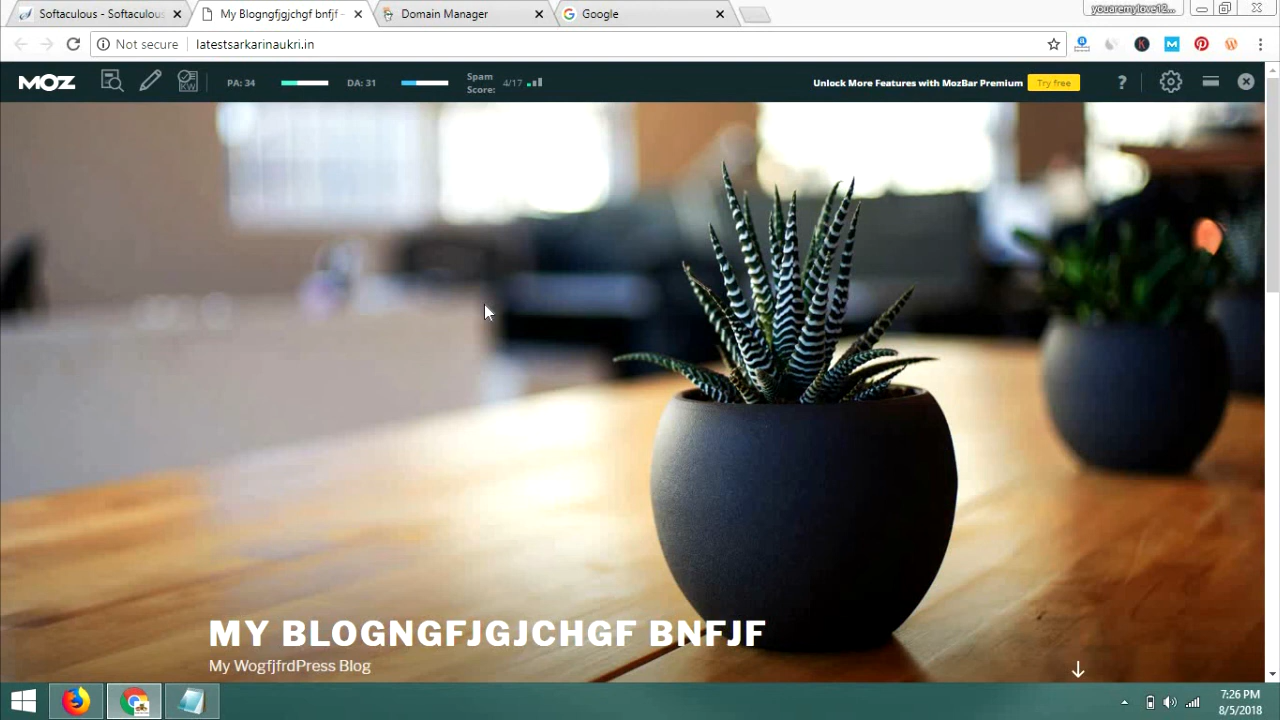 Softaculous - Softaculous
My Blogngfjgjchgf bnfjf -
Domain Manager
Google
youaremylove12...
Not secure
latestsarkarinaukri.in
MOZ
PA: 34
DA: 31
Spam
Score: 4/17
Unlock More Features with MozBar Premium
Try free
?
MY BLOGNGFJGJCHGF BNFJF
My WogfjfrdPress Blog
7:26 PM
8/5/2018